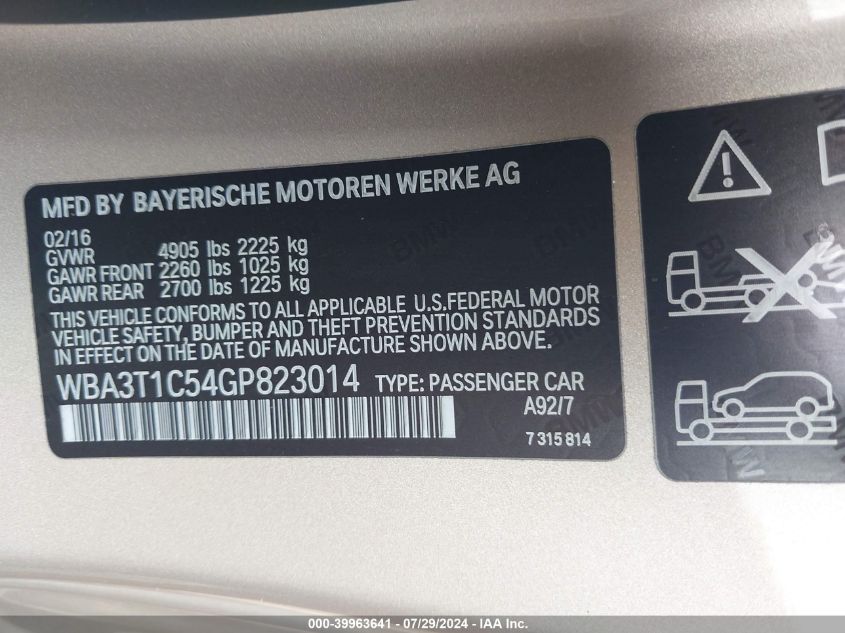 MFD BY BAYERISCHE MOTOREN WERKE AG
02/16
GVWR 4905 lbs 2225 kg
GAWR FRONT 2260 lbs 1025 kg
GAWR REAR 2700 lbs 1225 kg
THIS VEHICLE CONFORMS TO ALL APPLICABLE U.S.FEDERAL MOTOR
VEHICLE SAFETY, BUMPER AND THEFT PREVENTION STANDARDS
IN EFFECT ON THE DATE OF MANUFACTURE SHOWN ABOVE.
WBA3T1C54GP823014 TYPE: PASSENGER CAR
A92/7
7 315 814
000-39963641 / 07/29/2024 - IAA Inc.